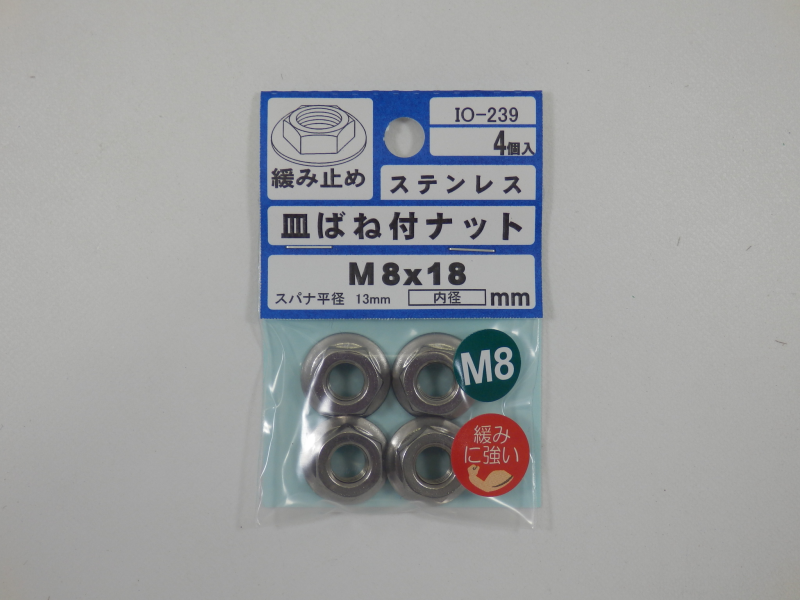 IO-239
4個入
緩み止め
ステンレス
皿ばね付ナット
M8x18
スパナ平径 13mm 内径 mm
M8
緩み
に強い